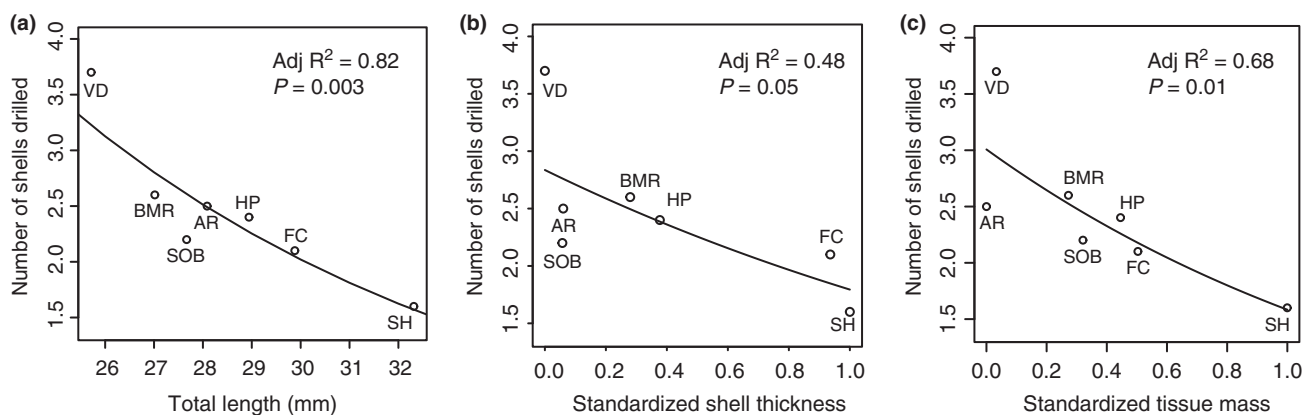 (a)
Number of shells drilled
4.0
3.5
3.0
2.5
2.0
1.5
Adj R² = 0.82
P = 0.003
VD
BMR
SOB
AR
HP
FC
SH
26 27 28 29 30 31 32
Total length (mm)
(b)
Number of shells drilled
4.0
3.5
3.0
2.5
2.0
1.5
Adj R² = 0.48
P = 0.05
VD
BMR
HP
AR
SOB
FC
SH
0.0 0.2 0.4 0.6 0.8 1.0
Standardized shell thickness
(c)
Number of shells drilled
4.0
3.5
3.0
2.5
2.0
1.5
Adj R² = 0.68
P = 0.01
VD
BMR
HP
AR
SOB
FC
SH
0.0 0.2 0.4 0.6 0.8 1.0
Standardized tissue mass